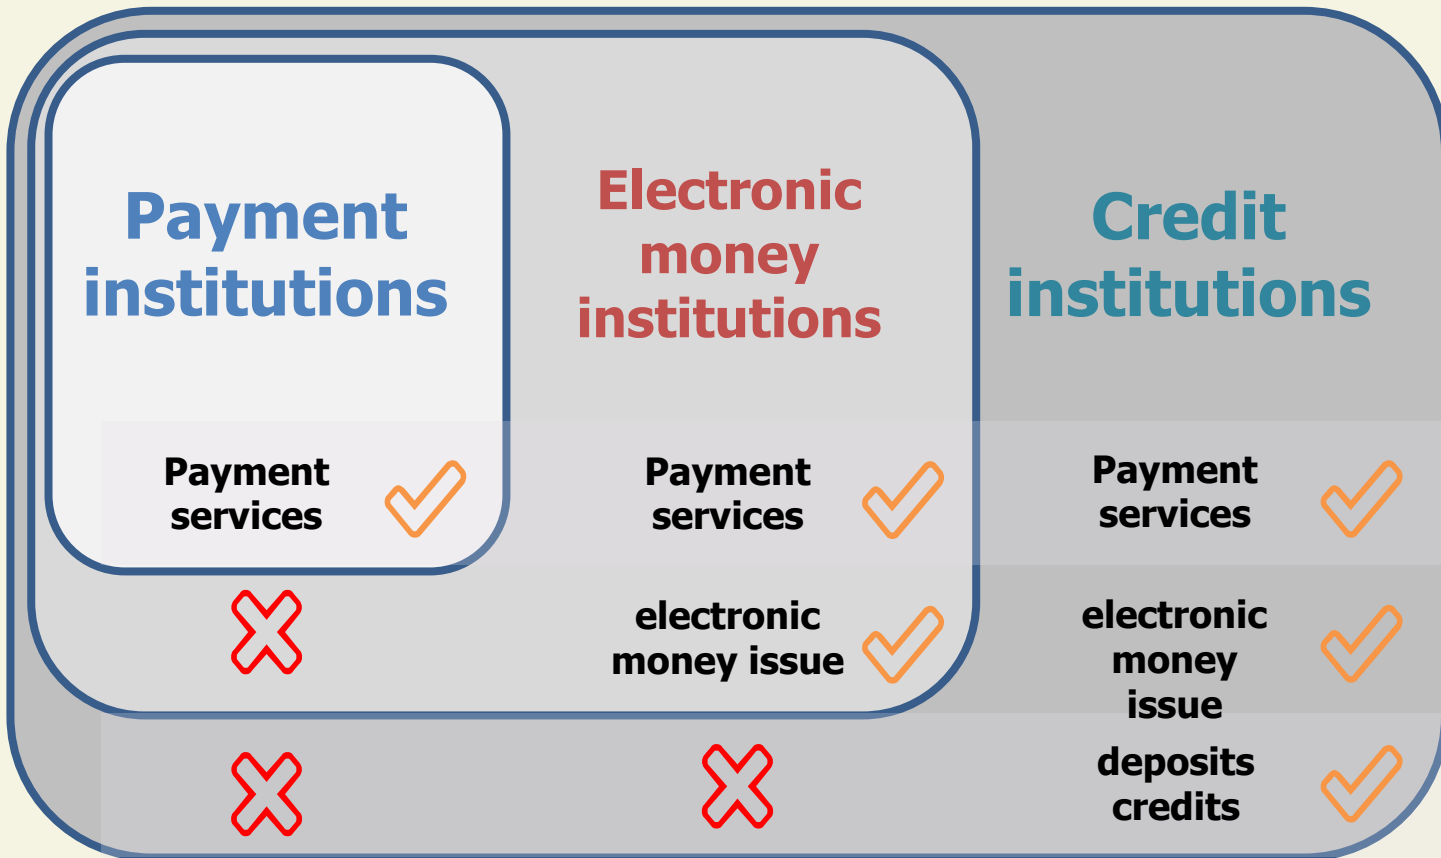 Payment
institutions
Electronic
money
institutions
Credit
institutions
Payment
services
Payment
services
Payment
services
electronic
money issue
electronic
money
issue
deposits
credits